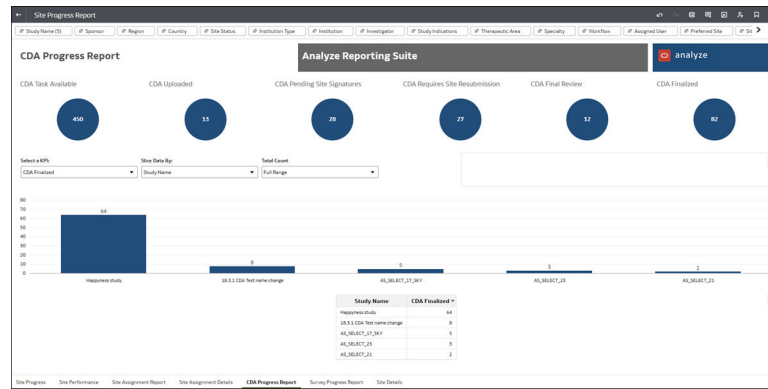 ← Site Progress Report
Study Name (5) Sponsor Region Country Site Status Institution Type Institution Investigator Study Indications Therapeutic Area Specialty Workflow Assigned User Preferred Site Sit
CDA Progress Report Analyze Reporting Suite analyze
CDA Task Available CDA Uploaded CDA Pending Site Signatures CDA Requires Site Resubmission CDA Final Review CDA Finalized
450 13 28 27 12 82
Select a KPI: Slice Data By: Total Count
CDA Finalized Study Name Full Range
80
70
60
50
40
30
20
10
0
64 8 5 3 2
Happyness study 18.3.1 CDA Test name change AS_SELECT_17_SKY AS_SELECT_23 AS_SELECT_21
Study Name CDA Finalized
Happyness study 64
18.3.1 CDA Test name change 8
AS_SELECT_17_SKY 5
AS_SELECT_23 3
AS_SELECT_21 2
Site Progress Site Performance Site Assignment Report Site Assignment Details CDA Progress Report Survey Progress Report Site Details